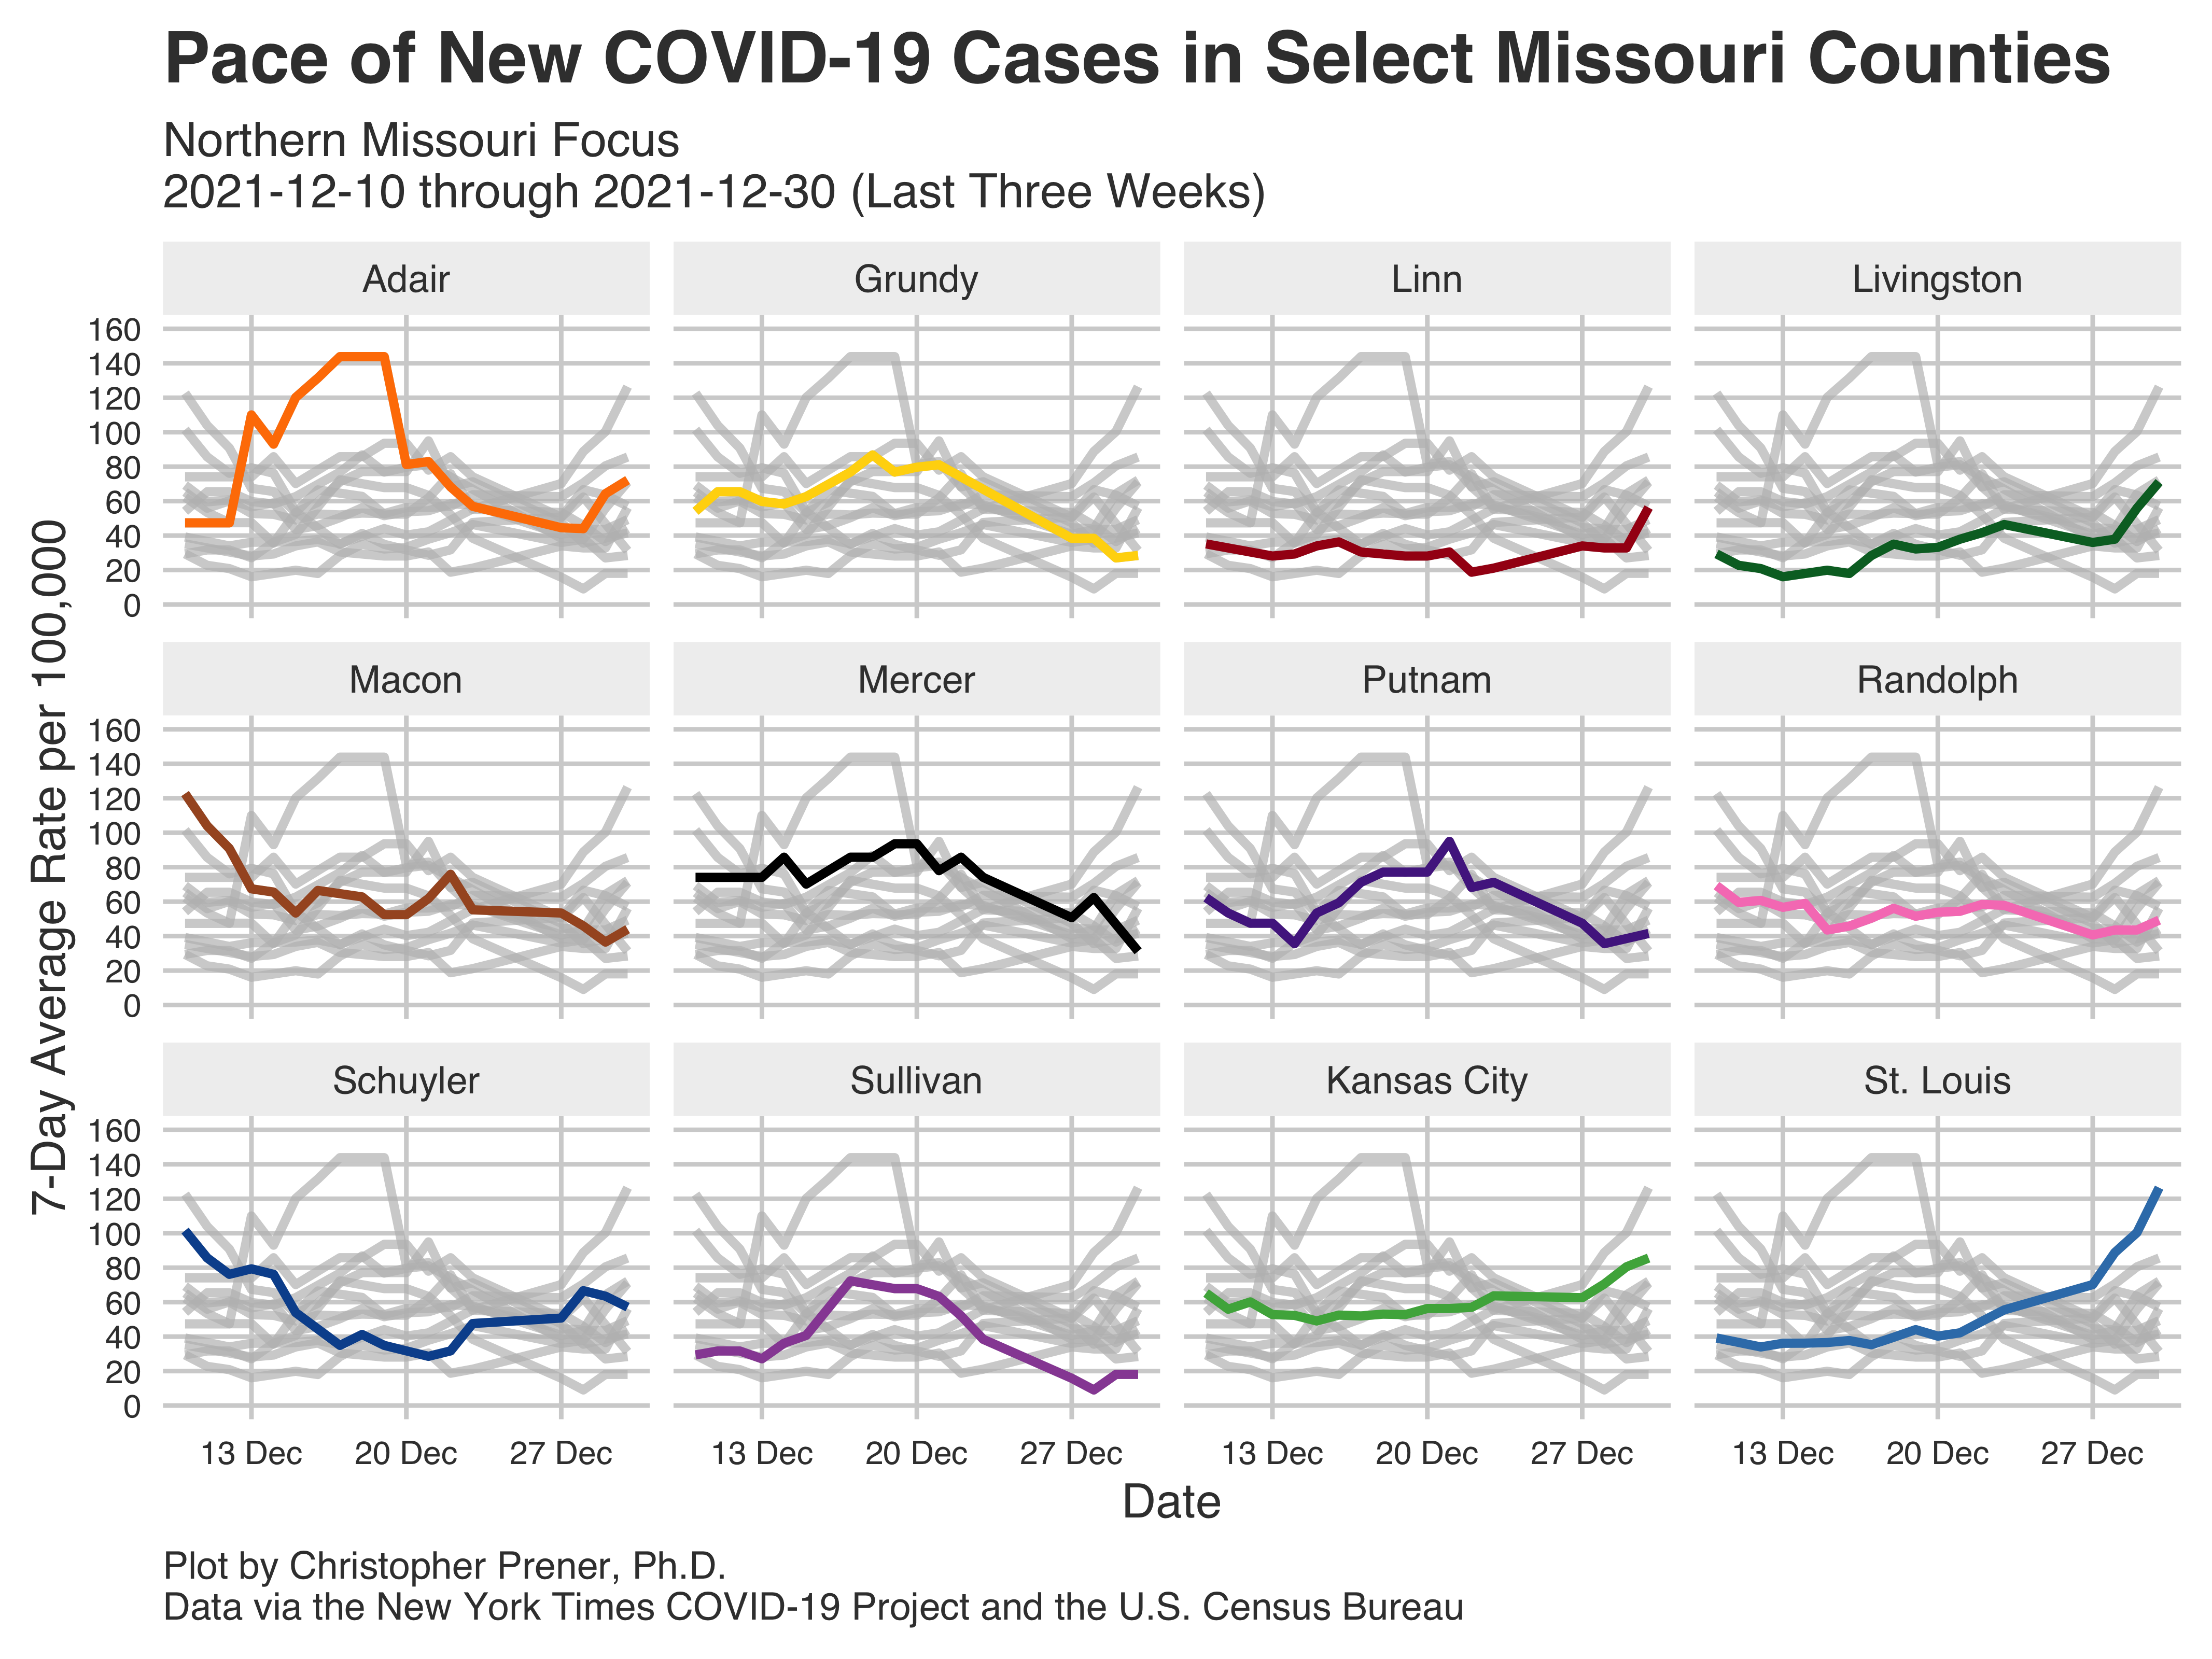 Pace of New COVID-19 Cases in Select Missouri Counties
Northern Missouri Focus
2021-12-10 through 2021-12-30 (Last Three Weeks)
7-Day Average Rate per 100,000
Adair
Grundy
Linn
Livingston
160
140
120
100
80
60
40
20
0
Macon
Mercer
Putnam
Randolph
160
140
120
100
80
60
40
20
0
Schuyler
Sullivan
Kansas City
St. Louis
160
140
120
100
80
60
40
20
0
13 Dec
20 Dec
27 Dec
13 Dec
20 Dec
27 Dec
13 Dec
20 Dec
27 Dec
13 Dec
20 Dec
27 Dec
Date
Plot by Christopher Prener, Ph.D.
Data via the New York Times COVID-19 Project and the U.S. Census Bureau